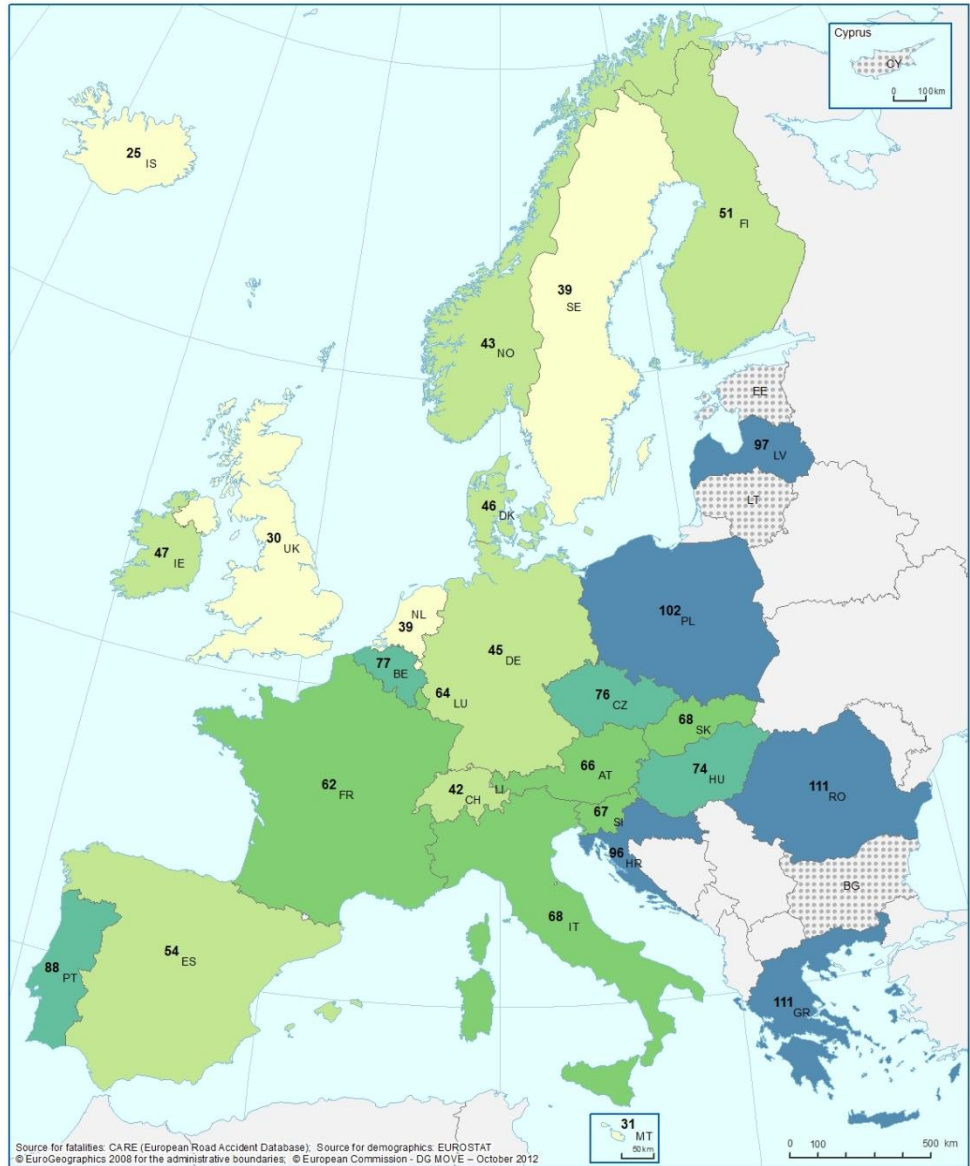 Cyprus
CY
0 100 km
25 IS
51 FI
39 SE
43 NO
EE
97 LV
LT
46 DK
47 IE
30 UK
NL
39
102 PL
45 DE
77 BE
64 LU
76 CZ
68 SK
66 AT
74 HU
62 FR
42 CH
LI
111 RO
67 SI
96 HR
BG
68 IT
54 ES
88 PT
111 GR
31 MT
50 km
0 100 500 km
Source for fatalities: CARE (European Road Accident Database); Source for demographics: EUROSTAT
© EuroGeographics 2008 for the administrative boundaries; © European Commission - DG MOVE – October 2012